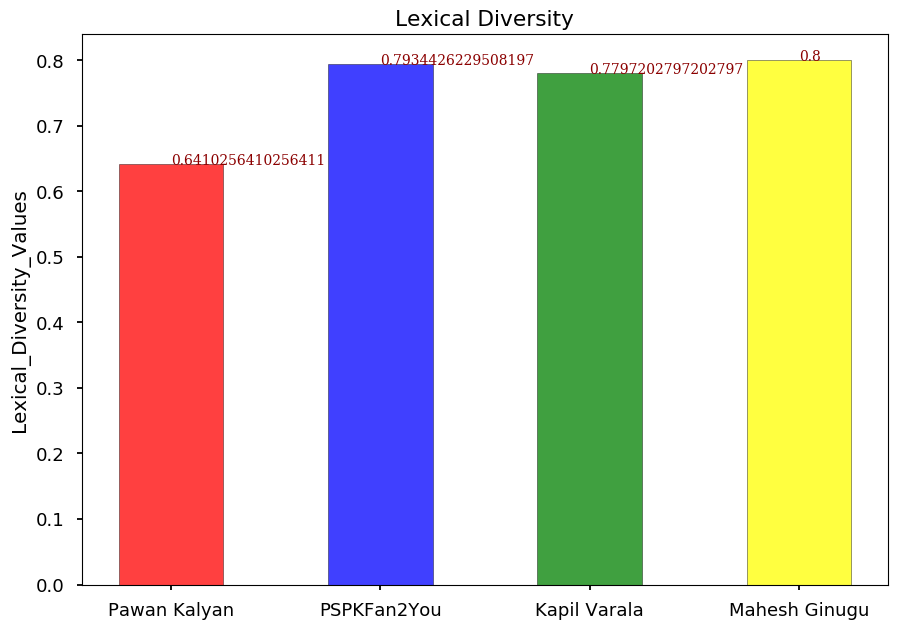 Lexical Diversity
Lexical_Diversity_Values
0.8
0.7
0.6
0.5
0.4
0.3
0.2
0.1
0.0
0.6410256410256411
0.7934426229508197
0.7797202797202797
0.8
Pawan Kalyan
PSPKFan2You
Kapil Varala
Mahesh Ginugu